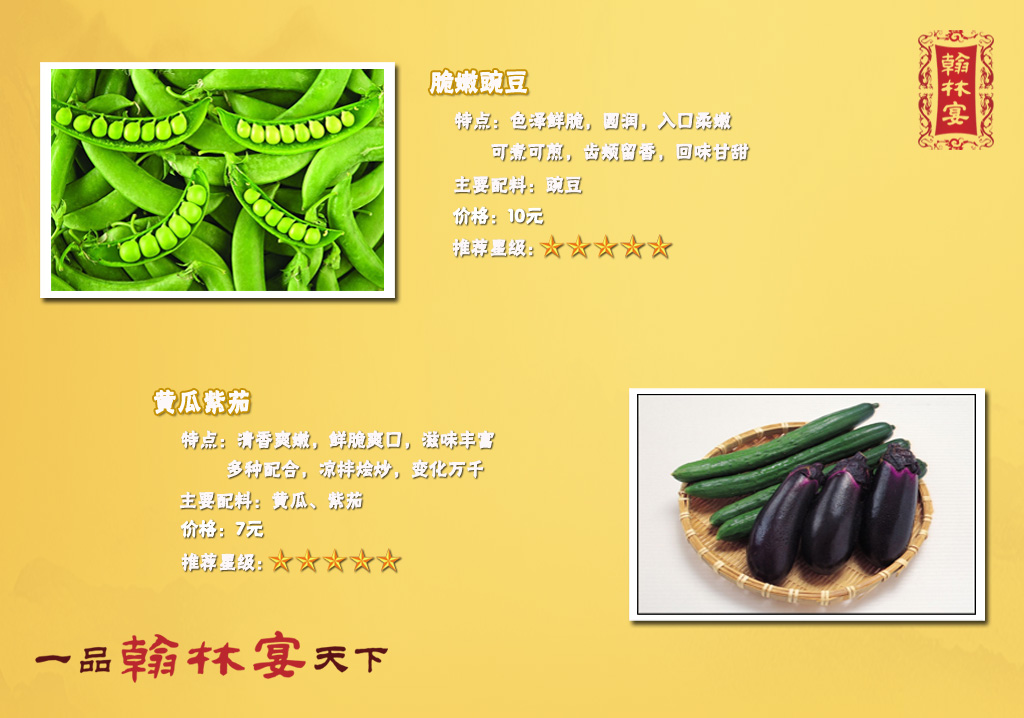 翰林宴
脆嫩豌豆
特点：色泽鲜脆，圆润，入口柔嫩
可煮可煎，齿颊留香，回味甘甜
主要配料：豌豆
价格：10元
推荐星级：
黄瓜紫茄
特点：清香爽嫩，鲜脆爽口，滋味丰富
多种配合，凉拌烩炒，变化万千
主要配料：黄瓜、紫茄
价格：7元
推荐星级：
一品翰林宴天下